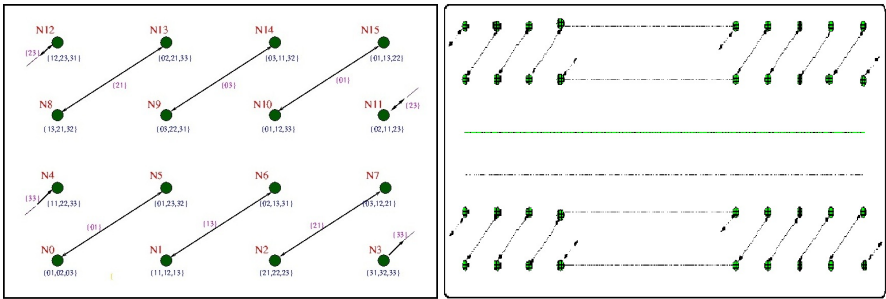 N12 N13 N14 N15
{23} {12,23,31} {02,21,33} {03,11,32} {01,13,22}
{21} {03} {01}
N8 N9 N10 N11
{23}
{13,21,32} {03,22,31} {01,12,33} {02,11,23}
N4 N5 N6 N7
{33} {11,22,33} {01,23,32} {02,13,31} {03,12,21}
{01} {13} {21}
N0 N1 N2 N3
{33}
{01,02,03} {11,12,13} {21,22,23} {31,32,33}